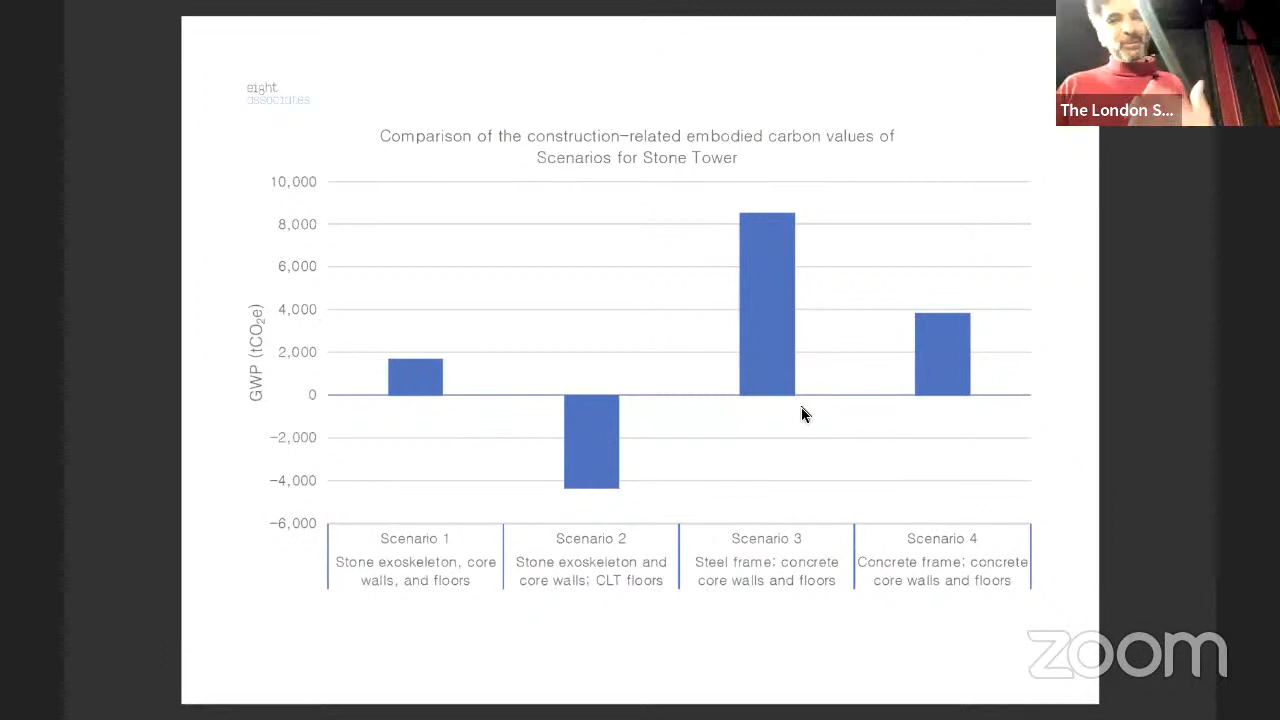 eight
associates
The London S...
Comparison of the construction-related embodied carbon values of
Scenarios for Stone Tower
GWP (tCO₂e)
10,000
8,000
6,000
4,000
2,000
0
-2,000
-4,000
-6,000
Scenario 1
Stone exoskeleton, core
walls, and floors
Scenario 2
Stone exoskeleton and
core walls; CLT floors
Scenario 3
Steel frame; concrete
core walls and floors
Scenario 4
Concrete frame; concrete
core walls and floors
zoom